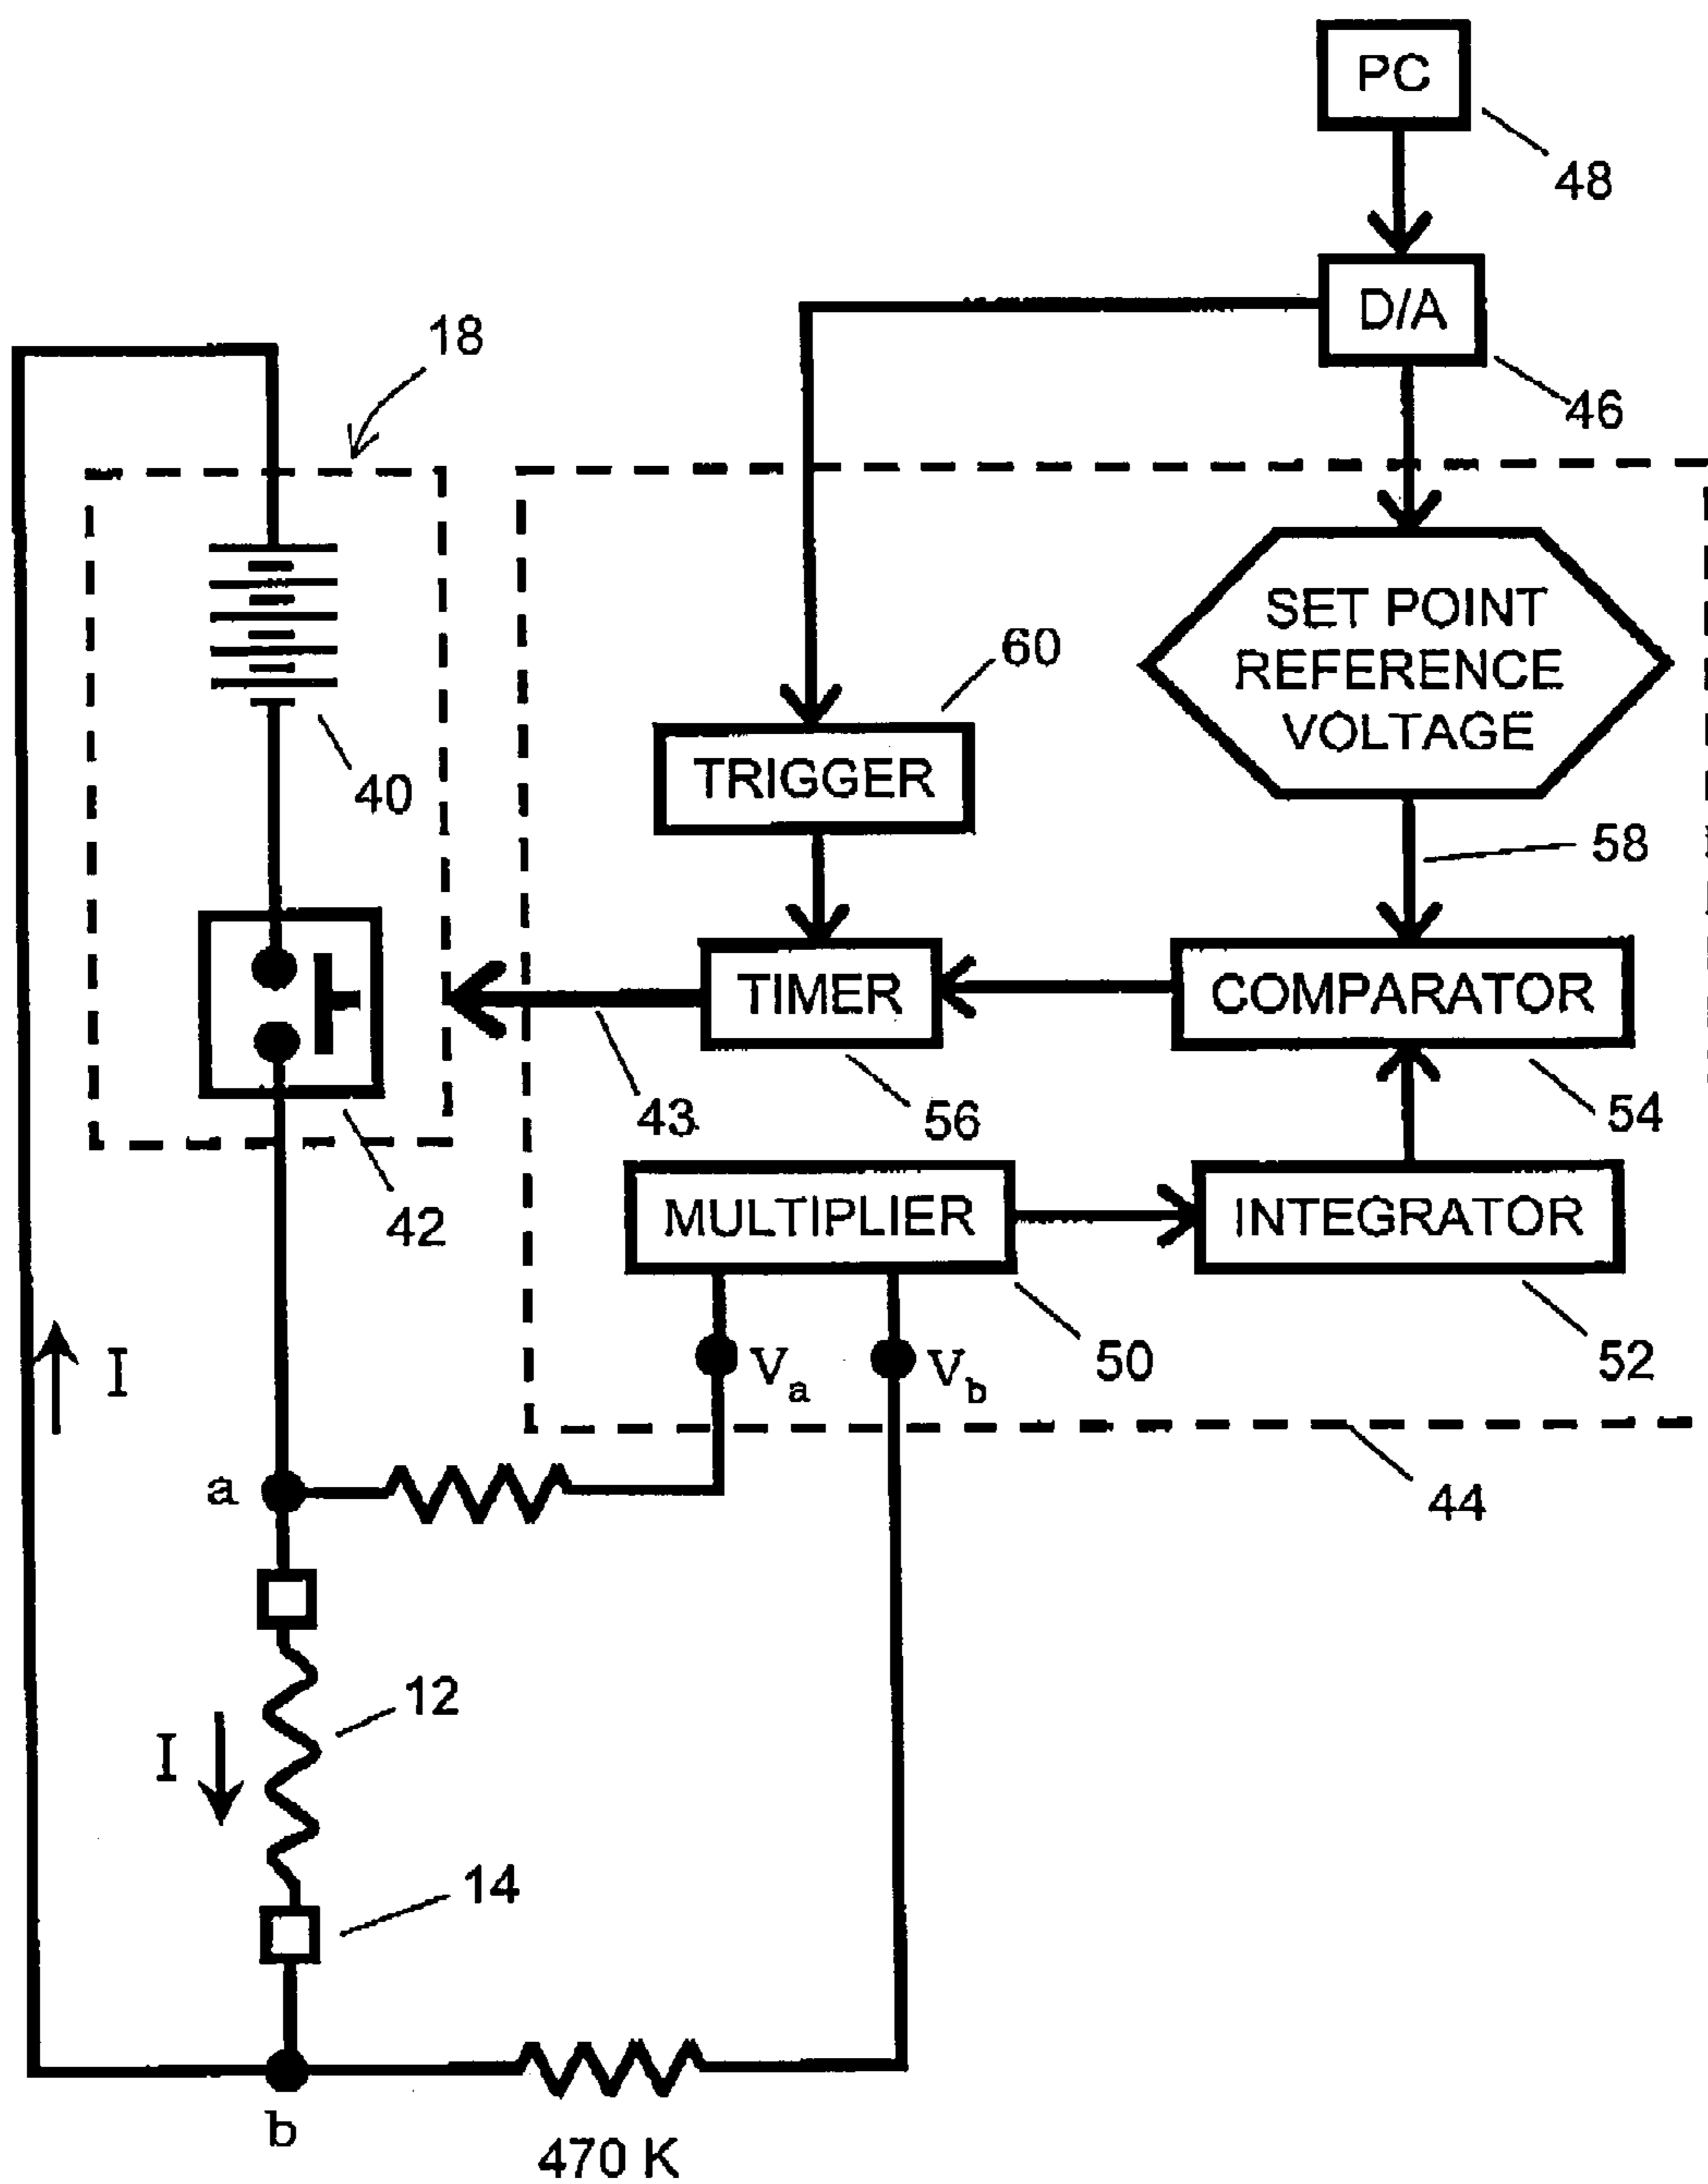 PC
48
D/A
46
18
40
60
SET POINT
REFERENCE
VOLTAGE
TRIGGER
58
TIMER
COMPARATOR
43
56
54
42
MULTIPLIER
INTEGRATOR
50
52
Va
Vb
I
a
44
12
I
14
b
470 K